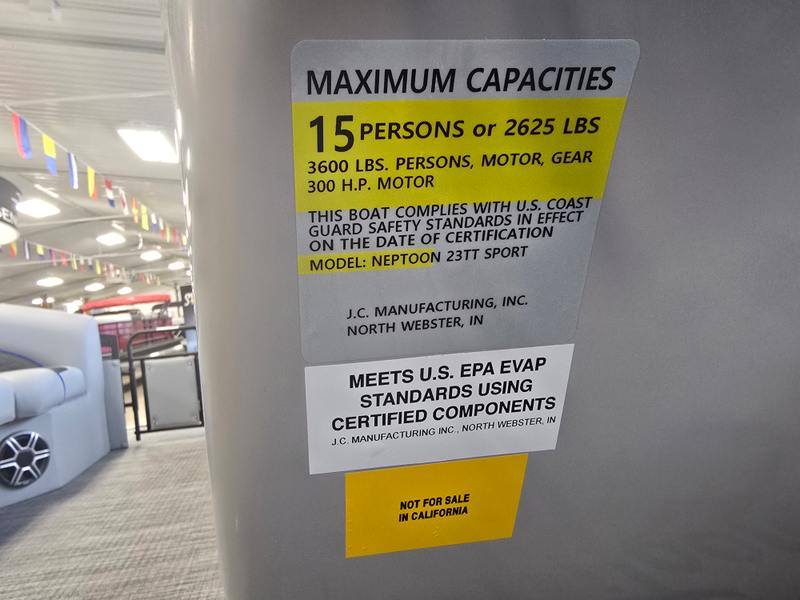 MAXIMUM CAPACITIES
15 PERSONS or 2625 LBS
3600 LBS. PERSONS, MOTOR, GEAR
300 H.P. MOTOR
THIS BOAT COMPLIES WITH U.S. COAST
GUARD SAFETY STANDARDS IN EFFECT
ON THE DATE OF CERTIFICATION
MODEL: NEPTOON 23TT SPORT
J.C. MANUFACTURING, INC.
NORTH WEBSTER, IN
MEETS U.S. EPA EVAP
STANDARDS USING
CERTIFIED COMPONENTS
J.C. MANUFACTURING INC., NORTH WEBSTER, IN
NOT FOR SALE
IN CALIFORNIA